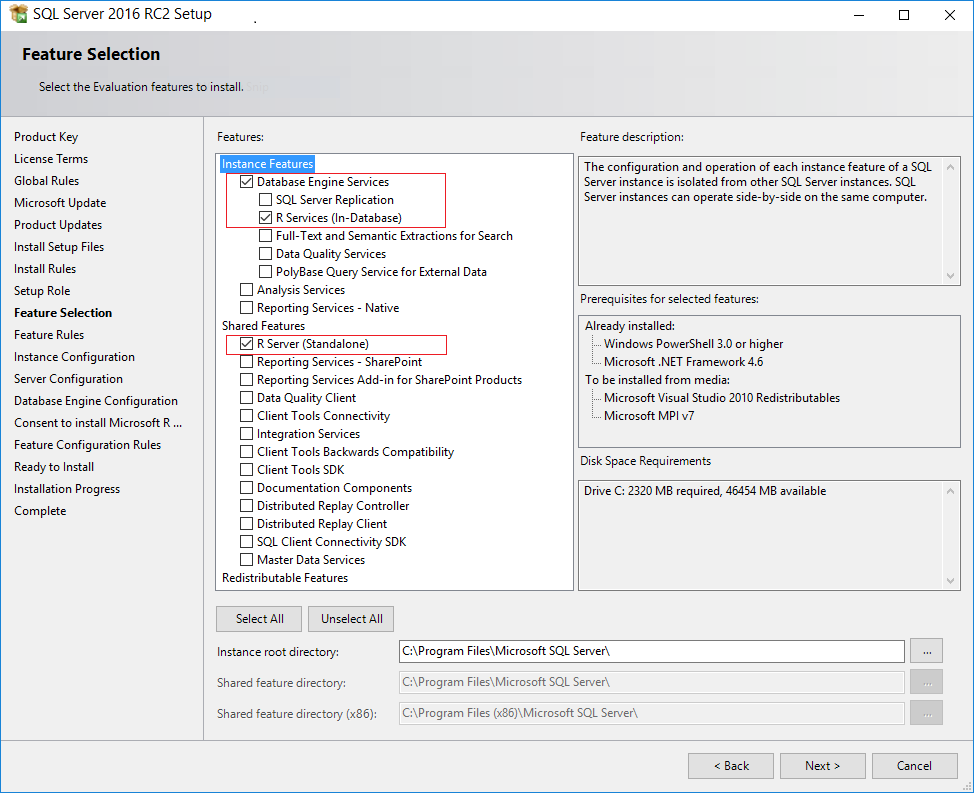 SQL Server 2016 RC2 Setup
Feature Selection
Select the Evaluation features to install.
Product Key
License Terms
Global Rules
Microsoft Update
Product Updates
Install Setup Files
Install Rules
Setup Role
Feature Selection
Feature Rules
Instance Configuration
Server Configuration
Database Engine Configuration
Consent to install Microsoft R ...
Feature Configuration Rules
Ready to Install
Installation Progress
Complete
Features:
Instance Features
Database Engine Services
SQL Server Replication
R Services (In-Database)
Full-Text and Semantic Extractions for Search
Data Quality Services
PolyBase Query Service for External Data
Analysis Services
Reporting Services - Native
Shared Features
R Server (Standalone)
Reporting Services - SharePoint
Reporting Services Add-in for SharePoint Products
Data Quality Client
Client Tools Connectivity
Integration Services
Client Tools Backwards Compatibility
Client Tools SDK
Documentation Components
Distributed Replay Controller
Distributed Replay Client
SQL Client Connectivity SDK
Master Data Services
Redistributable Features
Feature description:
The configuration and operation of each instance feature of a SQL
Server instance is isolated from other SQL Server instances. SQL
Server instances can operate side-by-side on the same computer.
Prerequisites for selected features:
Already installed:
Windows PowerShell 3.0 or higher
Microsoft .NET Framework 4.6
To be installed from media:
Microsoft Visual Studio 2010 Redistributables
Microsoft MPI v7
Disk Space Requirements
Drive C: 2320 MB required, 46454 MB available
Select All
Unselect All
Instance root directory:
C:\Program Files\Microsoft SQL Server\
...
Shared feature directory:
C:\Program Files\Microsoft SQL Server\
...
Shared feature directory (x86):
C:\Program Files (x86)\Microsoft SQL Server\
...
< Back
Next >
Cancel